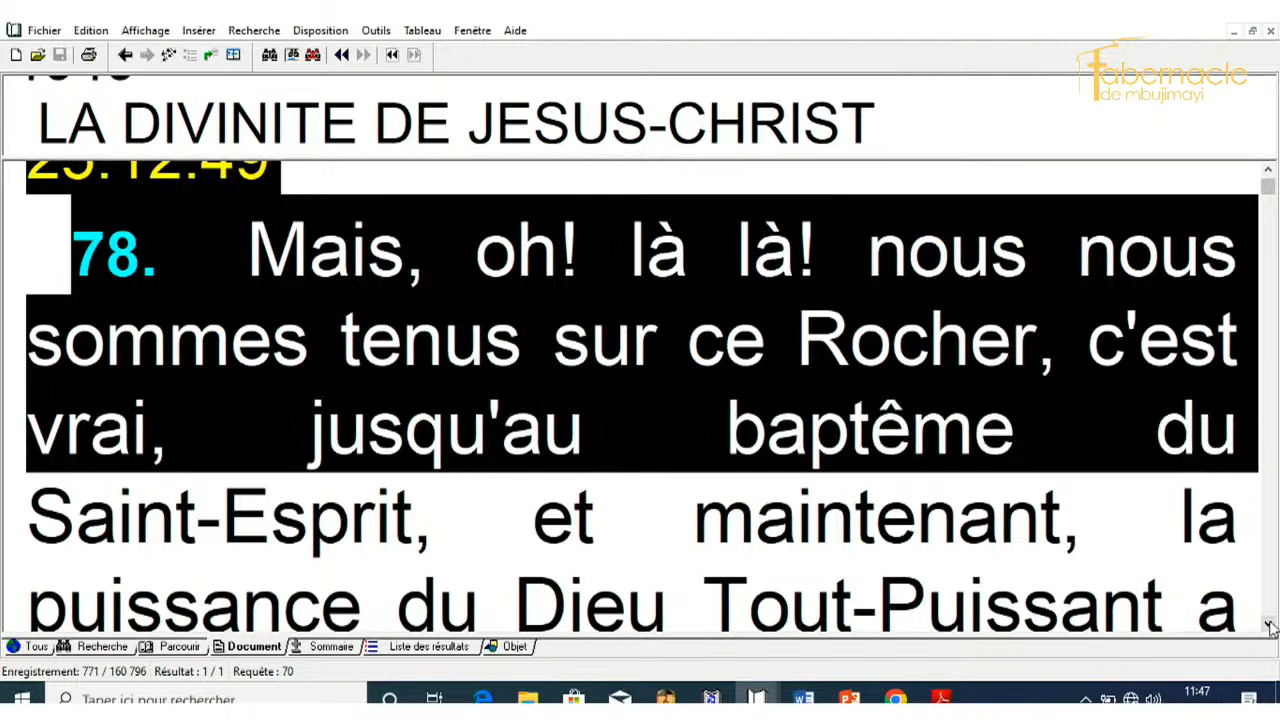 Fichier Edition Affichage Insérer Recherche Disposition Outils Tableau Fenêtre Aide
Tabernacle
de mbujimayi
LA DIVINITE DE JESUS-CHRIST
25.12.49
78. Mais, oh! là là! nous nous
sommes tenus sur ce Rocher, c'est
vrai, jusqu'au baptême du
Saint-Esprit, et maintenant, la
puissance du Dieu Tout-Puissant a
Tous Recherche Parcourir Document Sommaire Liste des résultats Objet
Enregistrement: 771 / 160 796 Résultat : 1 / 1 Requête : 70
Taper ici pour rechercher
11:47